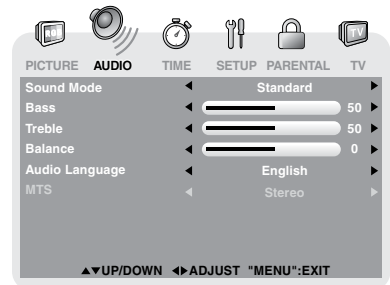 TV
PICTURE AUDIO TIME SETUP PARENTAL TV
Sound Mode Standard
Bass 50
Treble 50
Balance 0
Audio Language English
MTS Stereo
▲▼UP/DOWN ◀▶ADJUST "MENU":EXIT